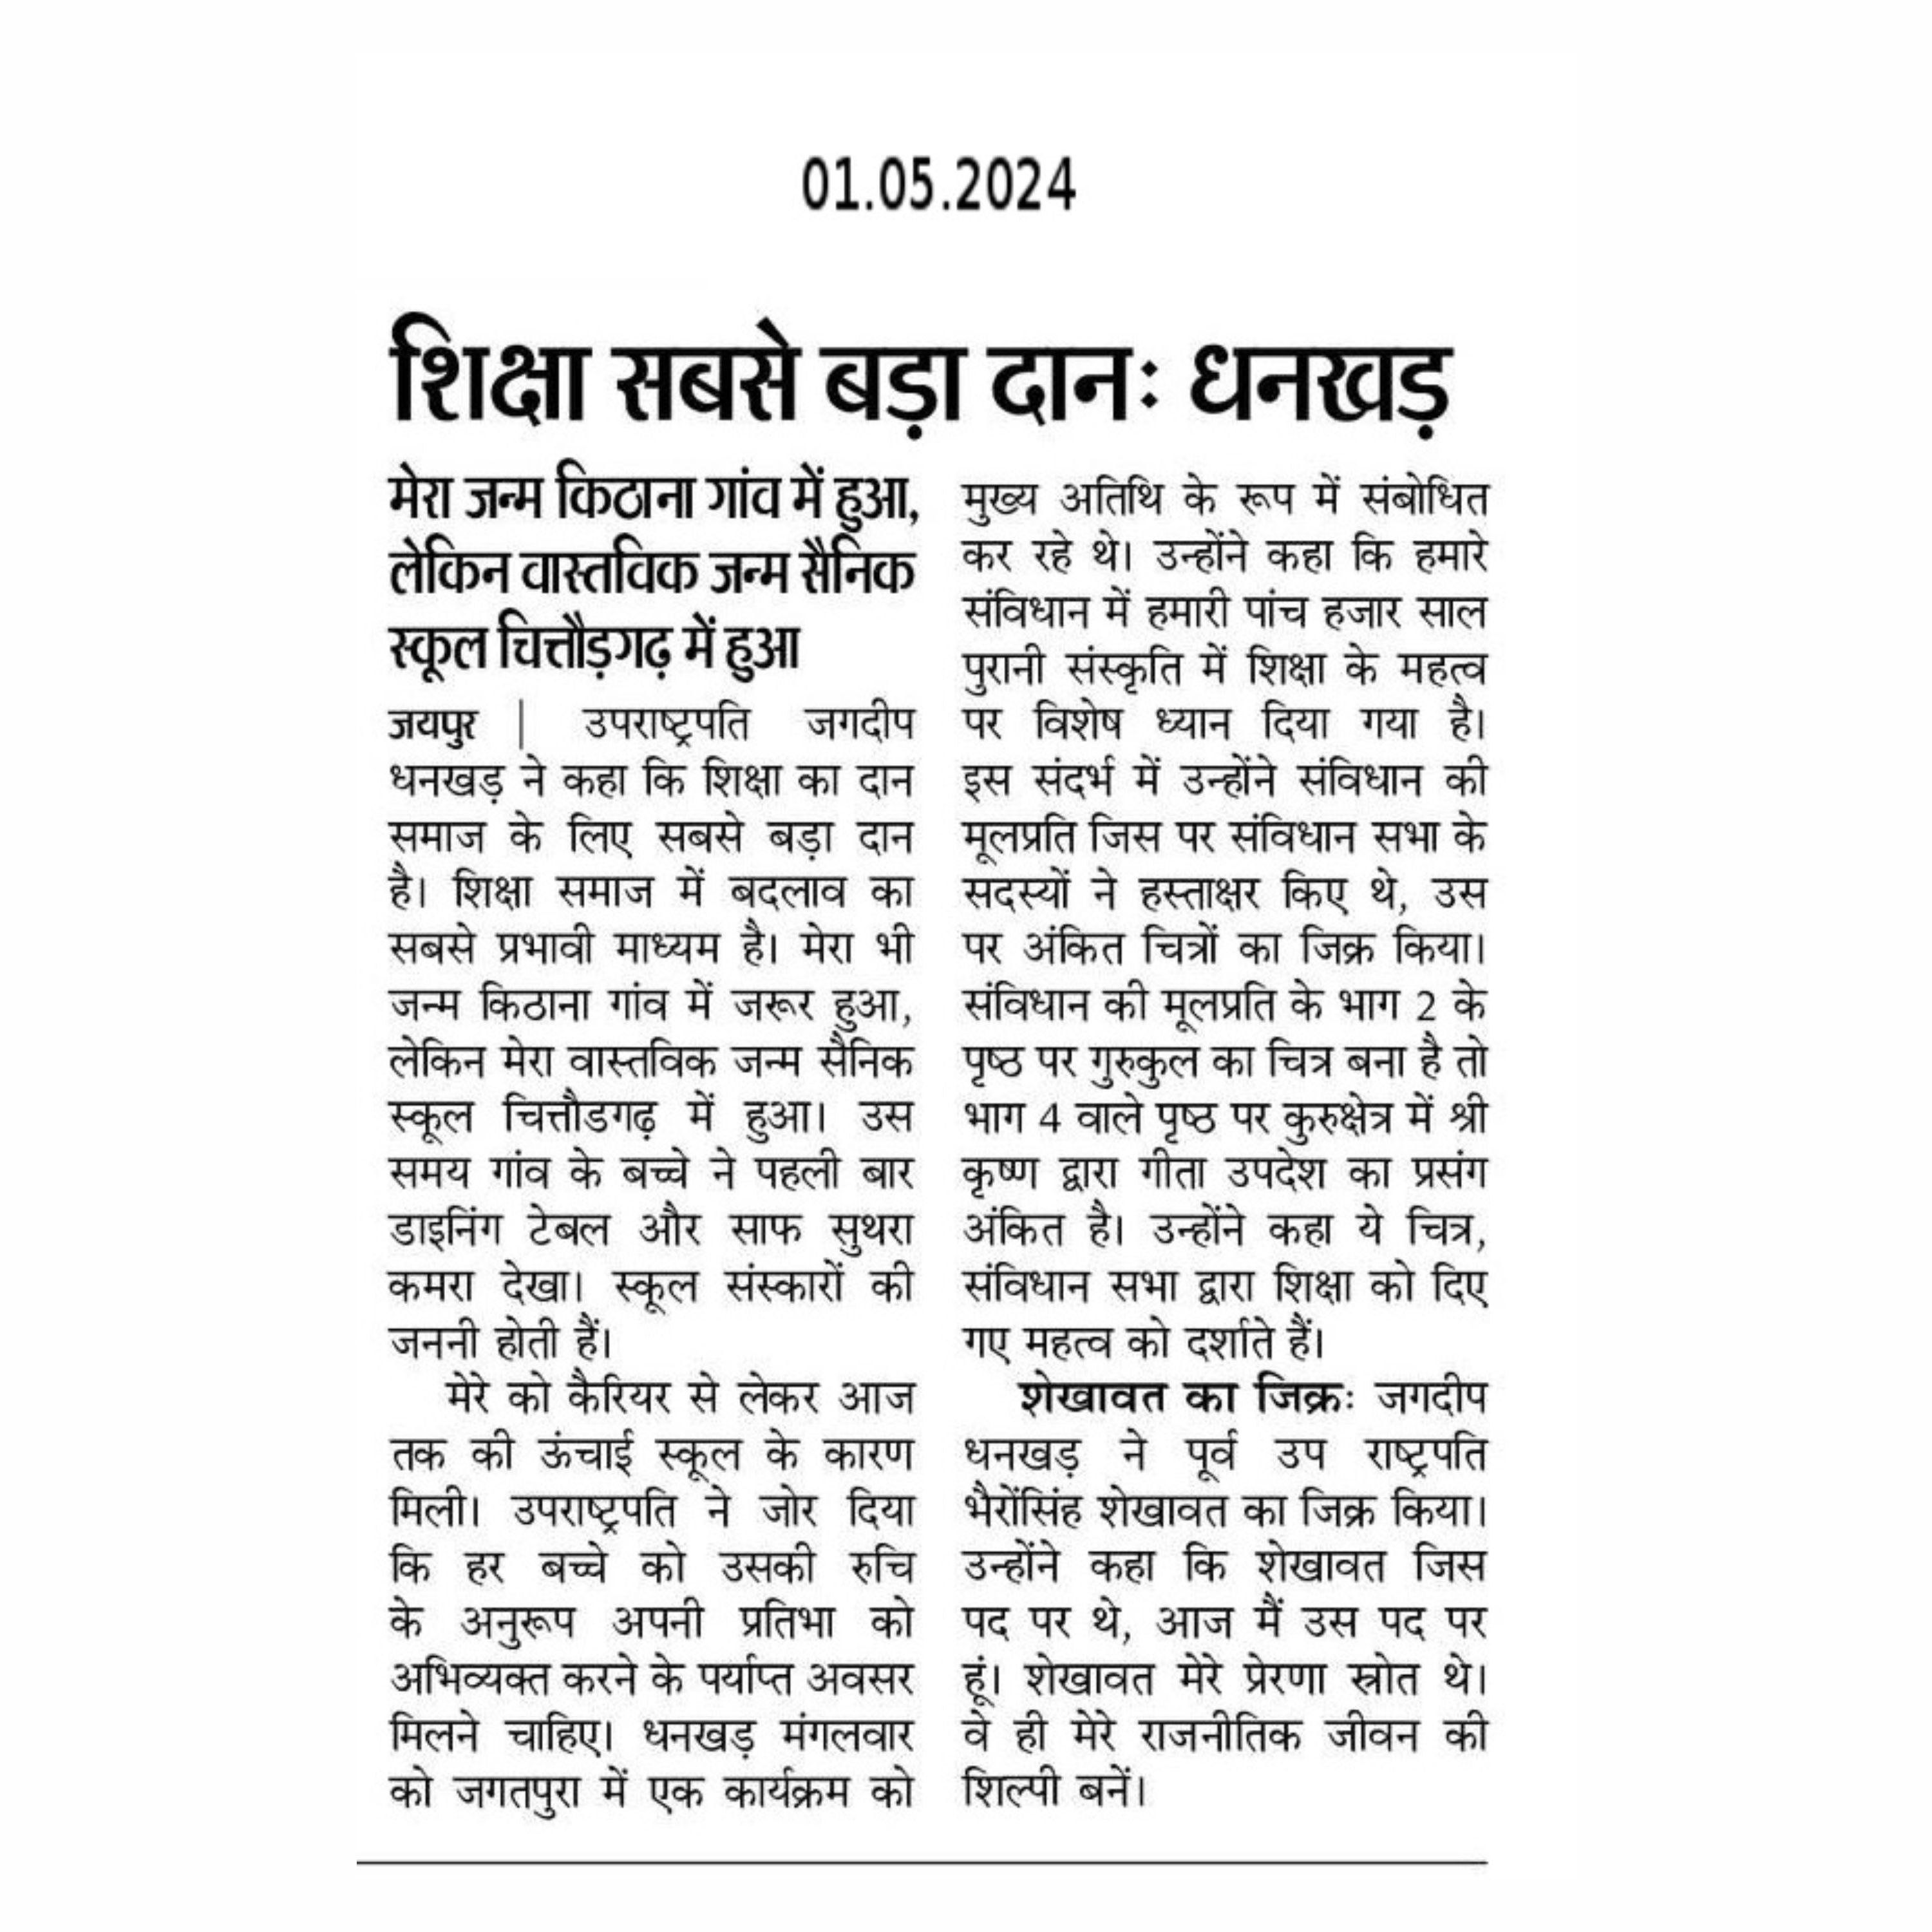 01.05.2024
शिक्षा सबसे बड़ा दानः धनखड़
मेरा जन्म किठाना गांव में हुआ,
लेकिन वास्तविक जन्म सैनिक
स्कूल चित्तौड़गढ़ में हुआ
जयपुर | उपराष्ट्रपति जगदीप
धनखड़ ने कहा कि शिक्षा का दान
समाज के लिए सबसे बड़ा दान
है। शिक्षा समाज में बदलाव का
सबसे प्रभावी माध्यम है। मेरा भी
जन्म किठाना गांव में जरूर हुआ,
लेकिन मेरा वास्तविक जन्म सैनिक
स्कूल चित्तौडगढ़ में हुआ। उस
समय गांव के बच्चे ने पहली बार
डाइनिंग टेबल और साफ सुथरा
कमरा देखा। स्कूल संस्कारों की
जननी होती हैं।
मेरे को कैरियर से लेकर आज
तक की ऊंचाई स्कूल के कारण
मिली। उपराष्ट्रपति ने जोर दिया
कि हर बच्चे को उसकी रुचि
के अनुरूप अपनी प्रतिभा को
अभिव्यक्त करने के पर्याप्त अवसर
मिलने चाहिए। धनखड़ मंगलवार
को जगतपुरा में एक कार्यक्रम को
मुख्य अतिथि के रूप में संबोधित
कर रहे थे। उन्होंने कहा कि हमारे
संविधान में हमारी पांच हजार साल
पुरानी संस्कृति में शिक्षा के महत्व
पर विशेष ध्यान दिया गया है।
इस संदर्भ में उन्होंने संविधान की
मूलप्रति जिस पर संविधान सभा के
सदस्यों ने हस्ताक्षर किए थे, उस
पर अंकित चित्रों का जिक्र किया।
संविधान की मूलप्रति के भाग 2 के
पृष्ठ पर गुरुकुल का चित्र बना है तो
भाग 4 वाले पृष्ठ पर कुरुक्षेत्र में श्री
कृष्ण द्वारा गीता उपदेश का प्रसंग
अंकित है। उन्होंने कहा ये चित्र,
संविधान सभा द्वारा शिक्षा को दिए
गए महत्व को दर्शाते हैं।
शेखावत का जिक्रः जगदीप
धनखड़ ने पूर्व उप राष्ट्रपति
भैरोंसिंह शेखावत का जिक्र किया।
उन्होंने कहा कि शेखावत जिस
पद पर थे, आज मैं उस पद पर
हूं। शेखावत मेरे प्रेरणा स्रोत थे।
वे ही मेरे राजनीतिक जीवन की
शिल्पी बनें।